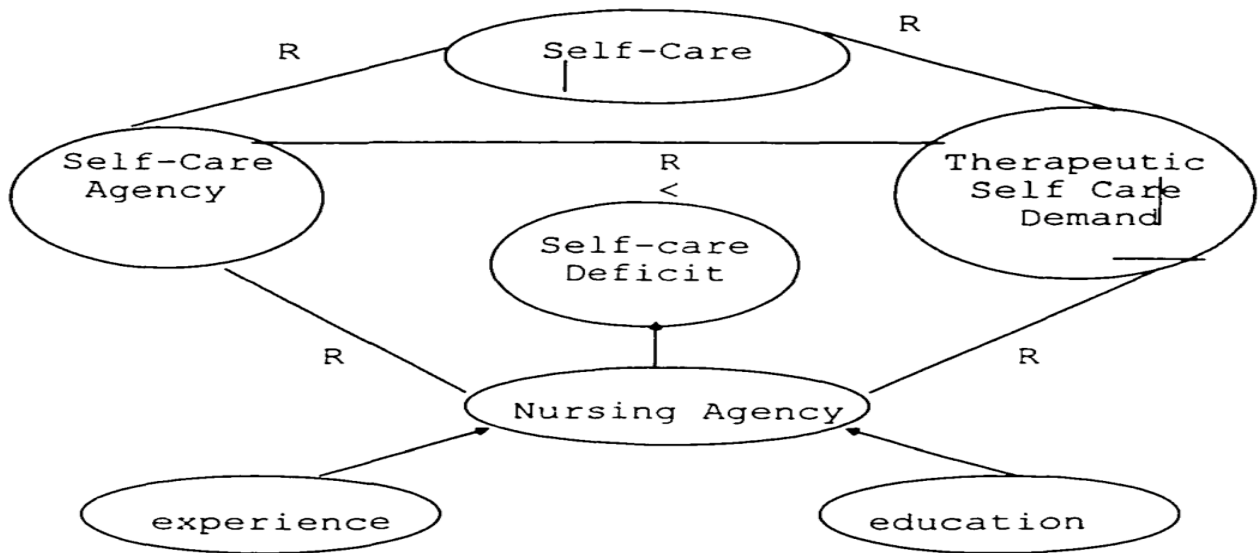 R
Self-Care
R
Self-Care
Agency
R
<
Therapeutic
Self Care
Demand
Self-care
Deficit
R
R
Nursing Agency
experience
education